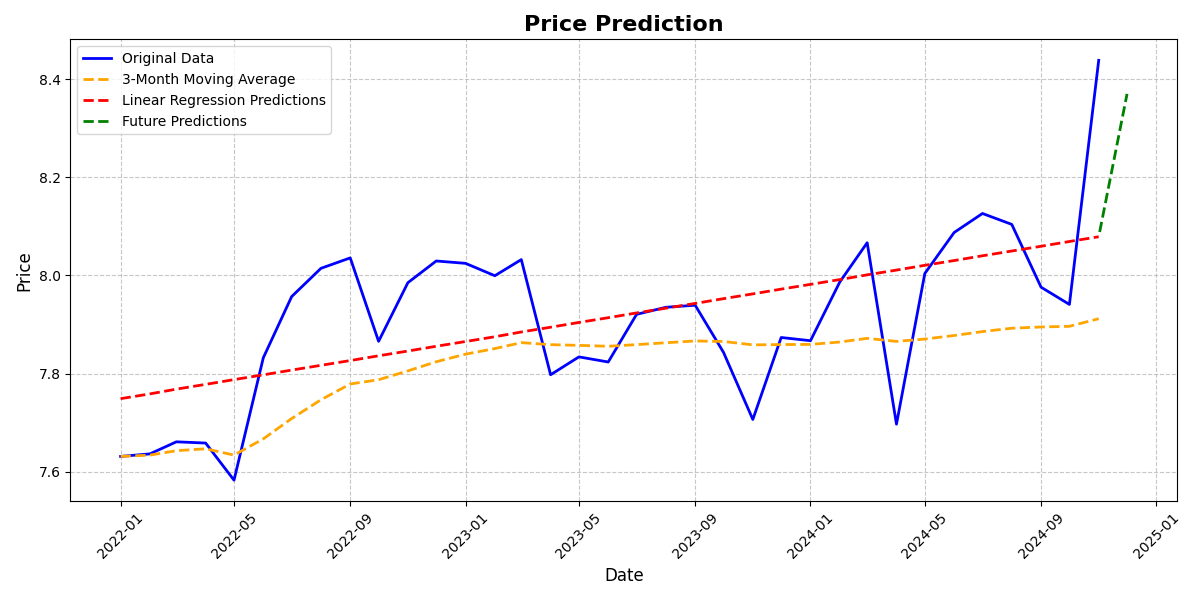 Price Prediction
Original Data
3-Month Moving Average
Linear Regression Predictions
Future Predictions
8.4
8.2
8.0
7.8
7.6
Price
2022-01
2022-05
2022-09
2023-01
2023-05
2023-09
2024-01
2024-05
2024-09
2025-01
Date